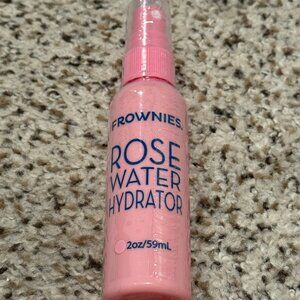 FROWNIES.
ROSE
WATER
HYDRATOR
2oz/59mL